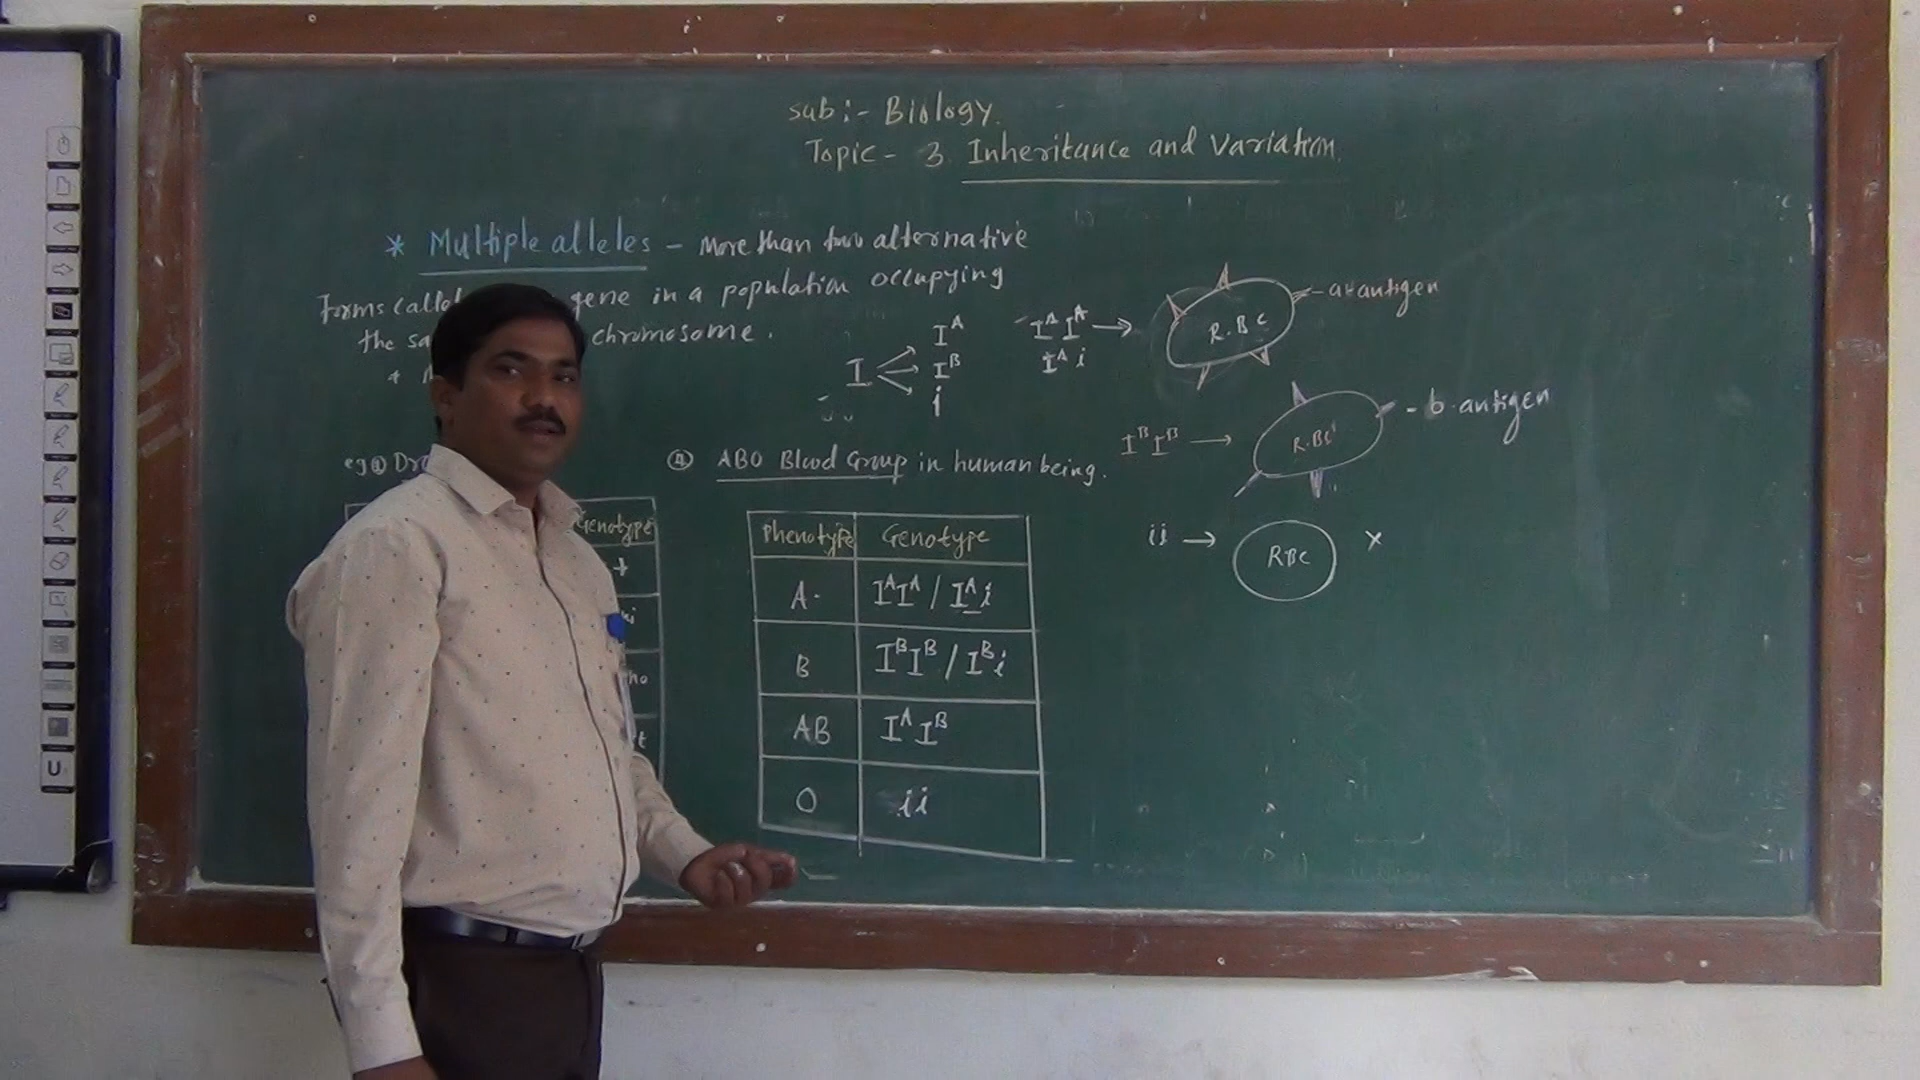 Sub:- Biology.
Topic- 3. Inheritance and Variation.
* Multiple alleles - More than two alternative
forms gene in a population occupying
the chromosome.
I
I^A
I^B
i
I^A I^A →
I^A i
R.B.C
antigen
I^B I^B →
R.BC
- b.antigen
ii → RBC x
eg ABO Blood Group in human being.
Genotype
+
t
Phenotype Genotype
A. I^A I^A / I^A i
B I^B I^B / I^B i
AB I^A I^B
O ii
U